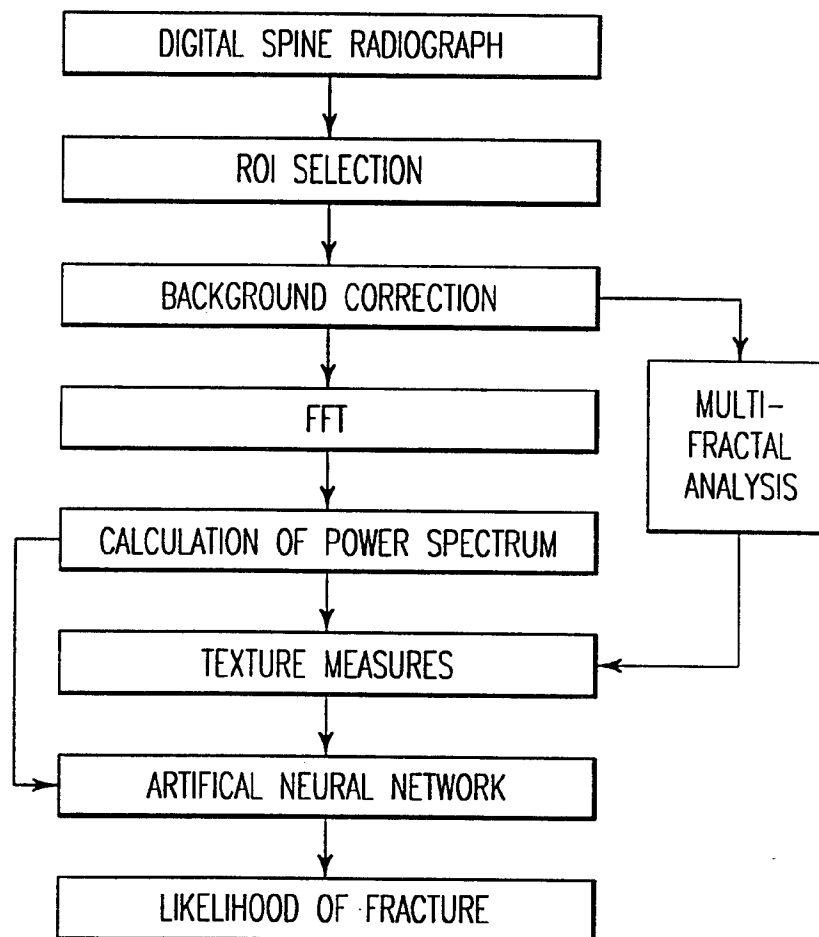 DIGITAL SPINE RADIOGRAPH
ROI SELECTION
BACKGROUND CORRECTION
FFT
MULTI-
FRACTAL
ANALYSIS
CALCULATION OF POWER SPECTRUM
TEXTURE MEASURES
ARTIFICAL NEURAL NETWORK
LIKELIHOOD OF FRACTURE